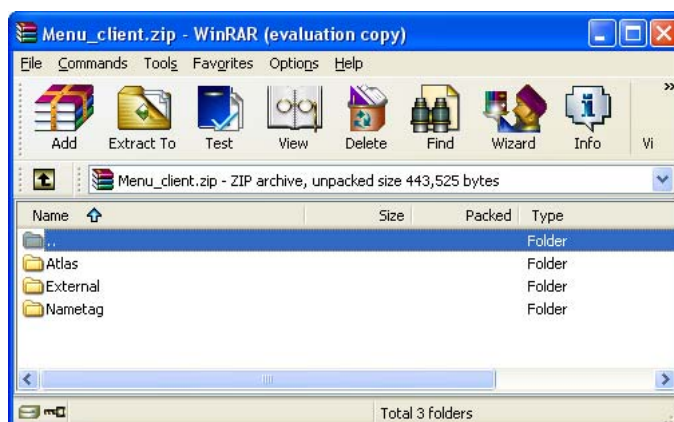 Menu_client.zip - WinRAR (evaluation copy)
File Commands Tools Favorites Options Help
Add Extract To Test View Delete Find Wizard Info Vi »
Menu_client.zip - ZIP archive, unpacked size 443,525 bytes
Name Size Packed Type
.. Folder
Atlas Folder
External Folder
Nametag Folder
Total 3 folders